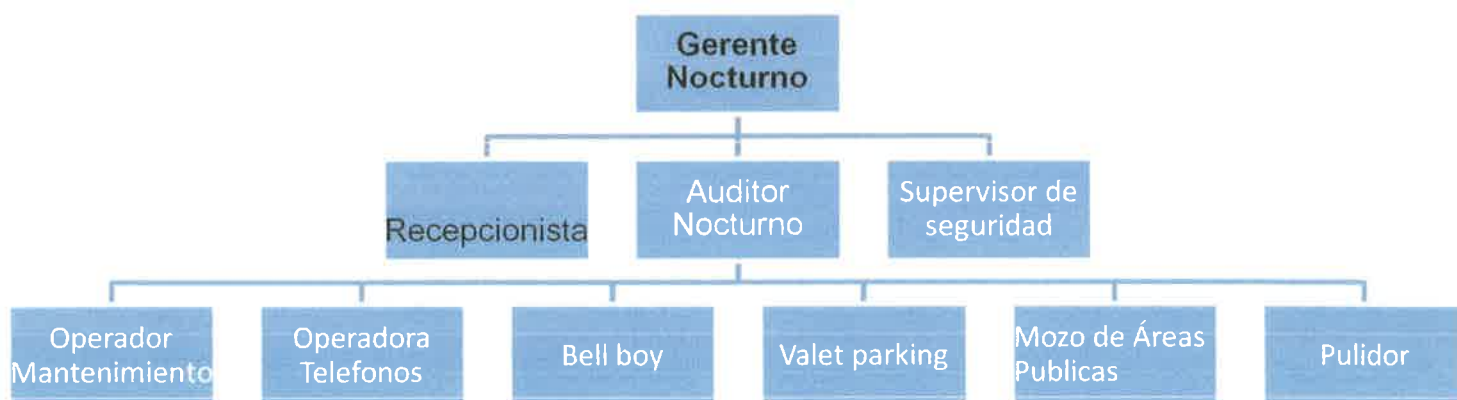 Gerente
Nocturno
Recepcionista
Auditor
Nocturno
Supervisor de
seguridad
Operador
Mantenimiento
Operadora
Telefonos
Bell boy
Valet parking
Mozo de Áreas
Publicas
Pulidor